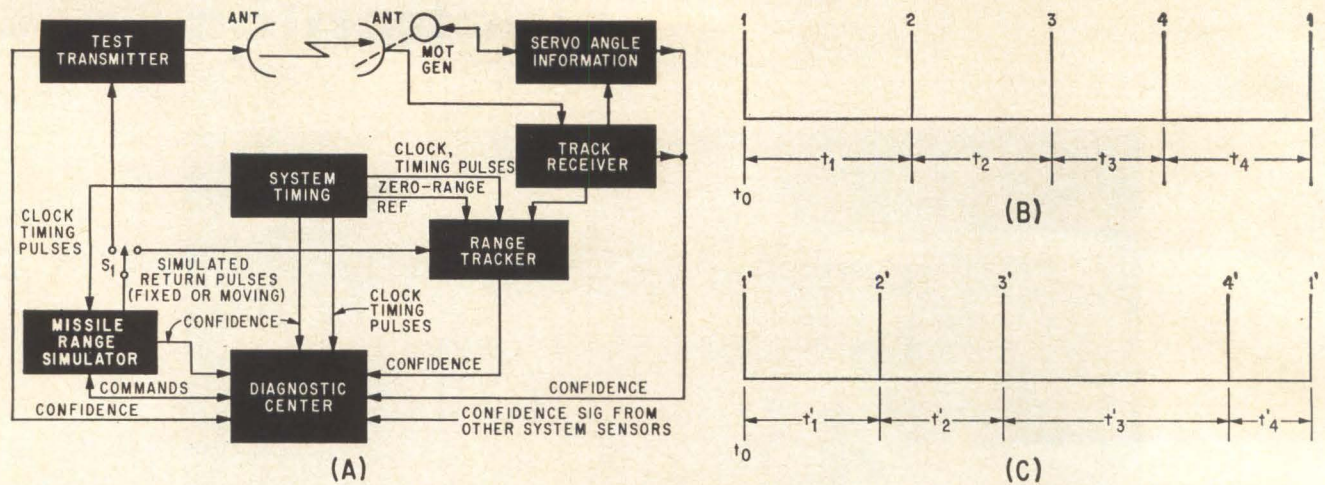 ANT
ANT
TEST
TRANSMITTER
MOT
GEN
SERVO ANGLE
INFORMATION
TRACK
RECEIVER
CLOCK,
TIMING PULSES
SYSTEM
TIMING
ZERO-RANGE
REF
CLOCK
TIMING
PULSES
RANGE
TRACKER
S1
SIMULATED
RETURN PULSES
(FIXED OR MOVING)
CLOCK
TIMING
PULSES
MISSILE
RANGE
SIMULATOR
CONFIDENCE
CONFIDENCE
COMMANDS
DIAGNOSTIC
CENTER
CONFIDENCE
CONFIDENCE
CONFIDENCE SIG FROM
OTHER SYSTEM SENSORS
(A)
1 2 3 4 1
t1 t2 t3 t4
t0
(B)
1' 2' 3' 4' 1'
t'1 t'2 t'3 t'4
t0
(C)